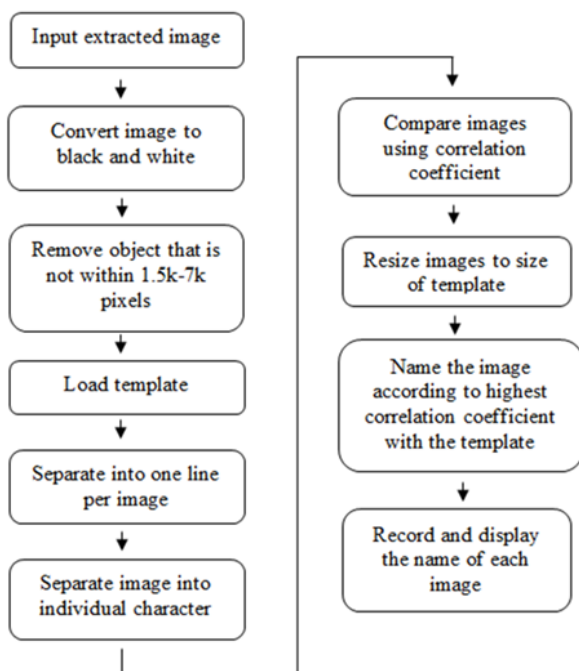 Input extracted image
Convert image to
black and white
Remove object that is
not within 1.5k-7k
pixels
Load template
Separate into one line
per image
Separate image into
individual character
Compare images
using correlation
coefficient
Resize images to size
of template
Name the image
according to highest
correlation coefficient
with the template
Record and display
the name of each
image